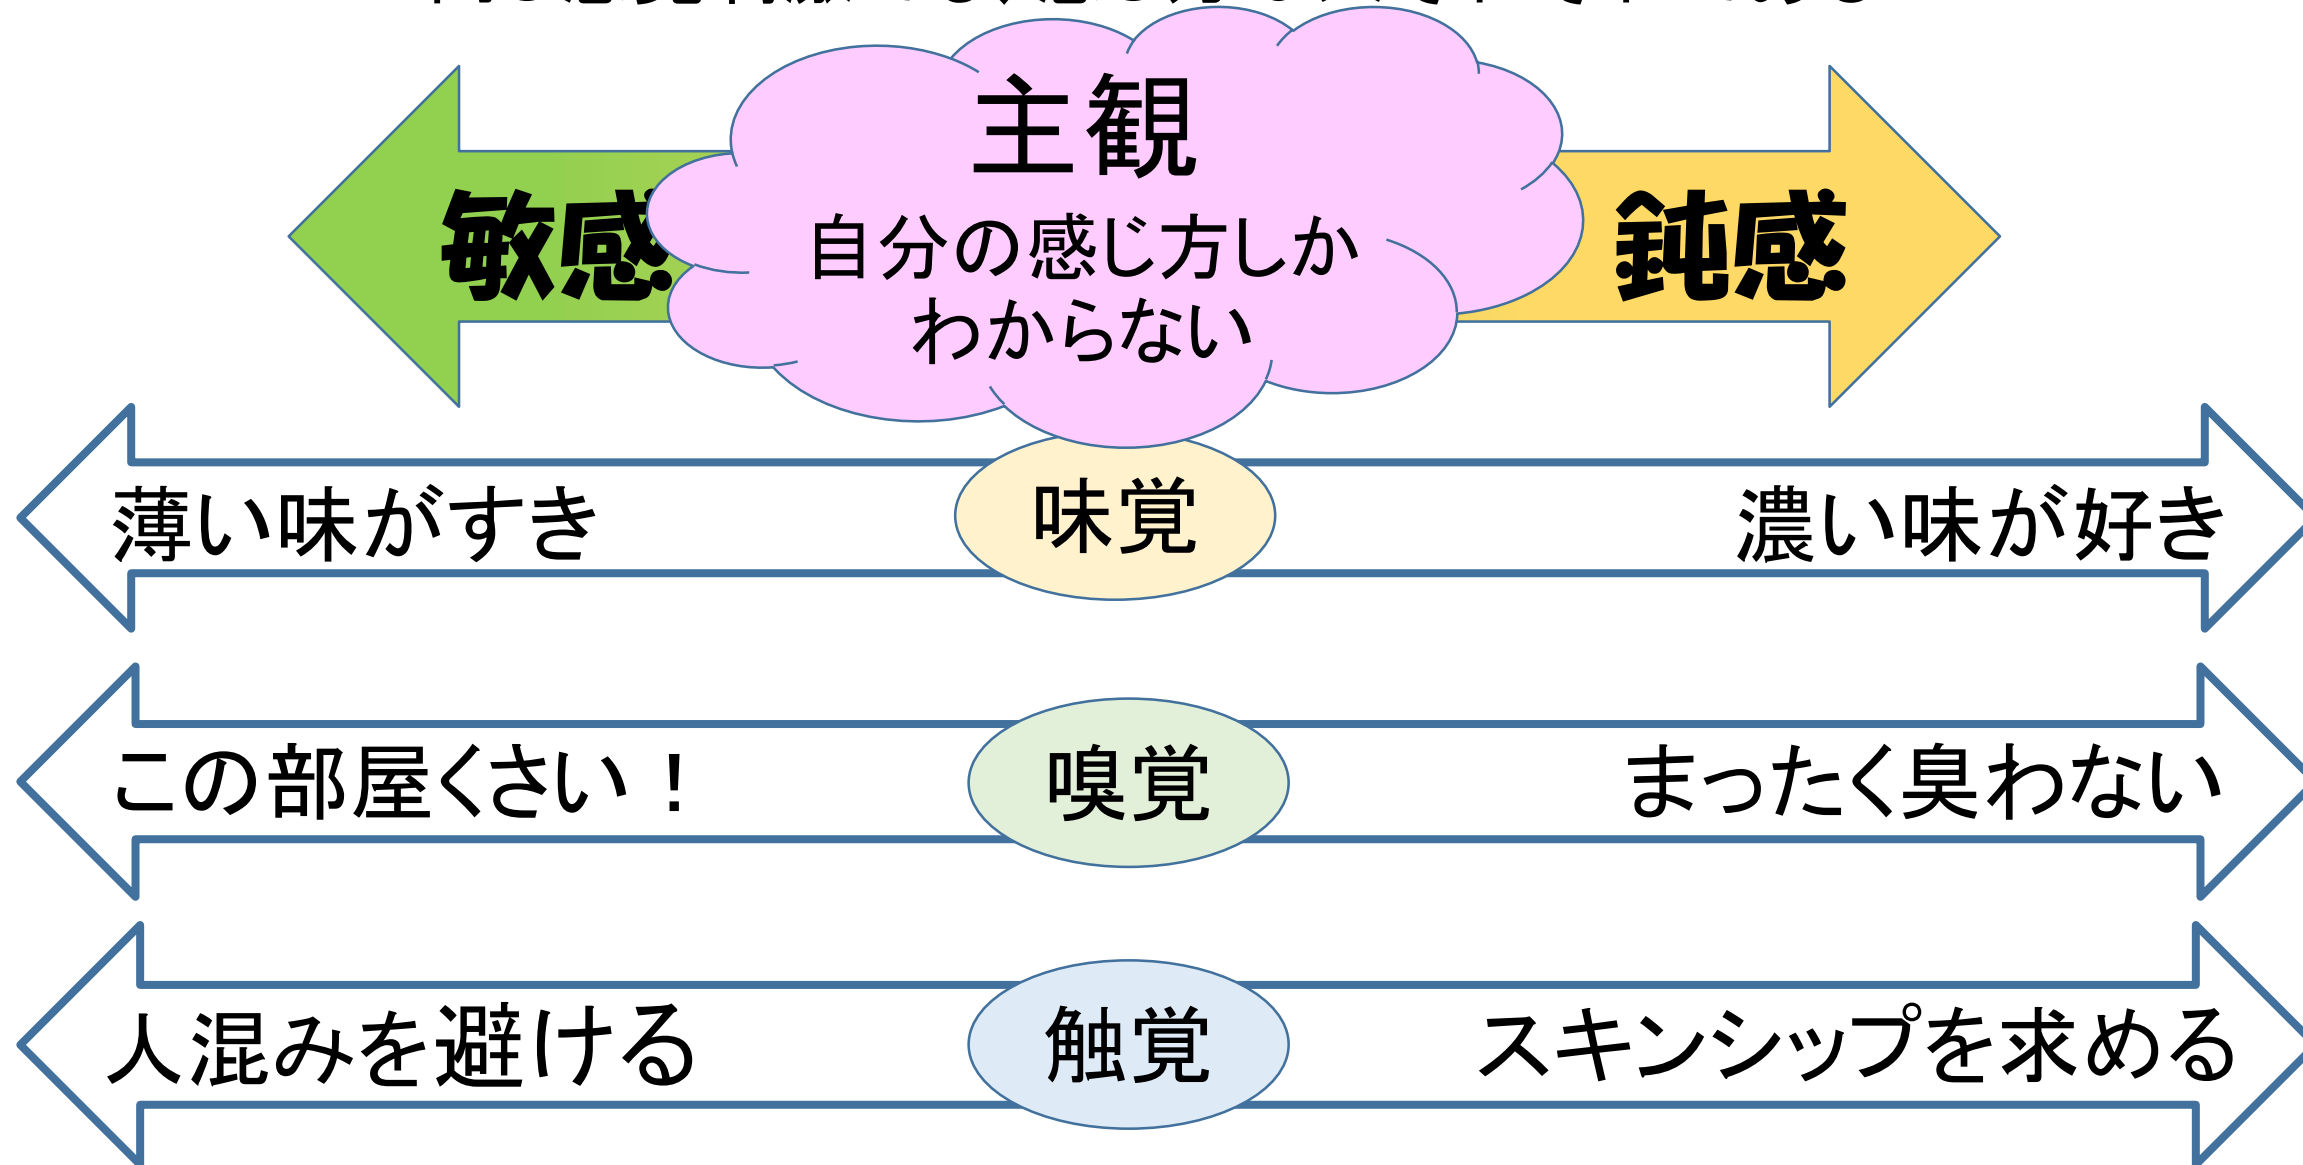 主観
自分の感じ方しか
わからない
敏感
鈍感
薄い味がすき
味覚
濃い味が好き
この部屋くさい！
嗅覚
まったく臭わない
人混みを避ける
触覚
スキンシップを求める